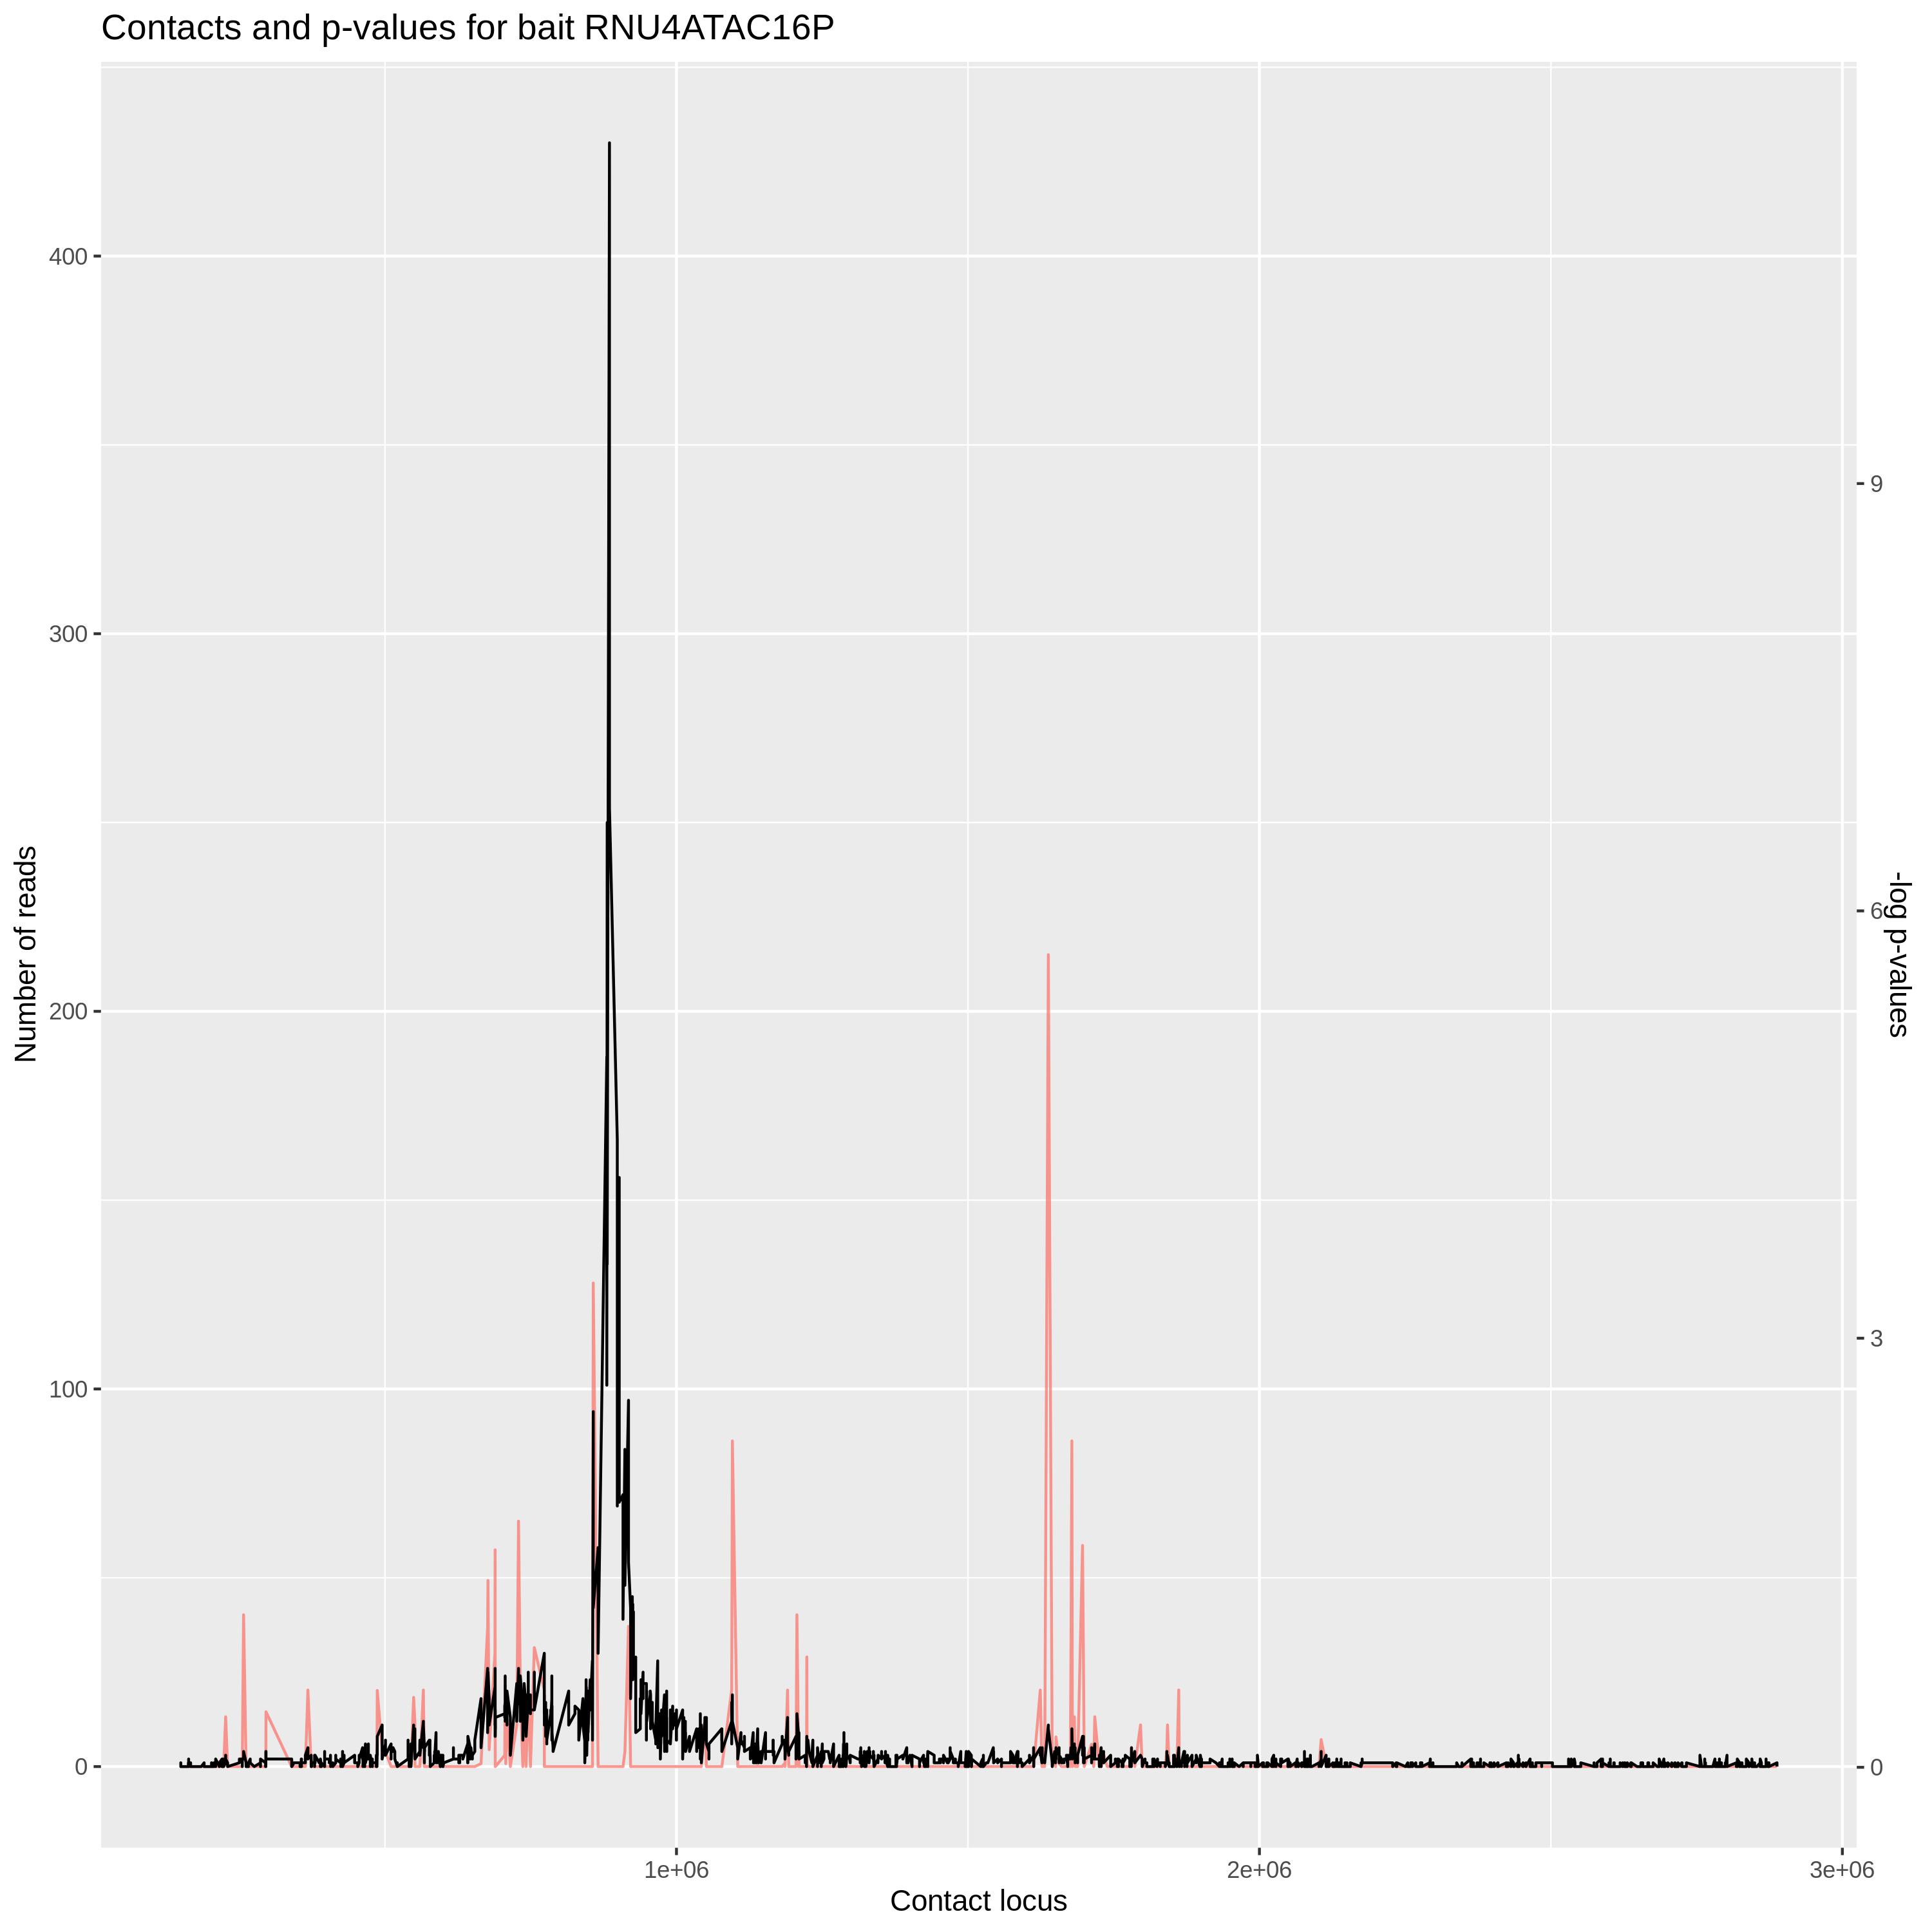 Contacts and p-values for bait RNU4ATAC16P
400
300
200
100
0
Number of reads
9
6
3
0
-log p-values
1e+06
2e+06
3e+06
Contact locus